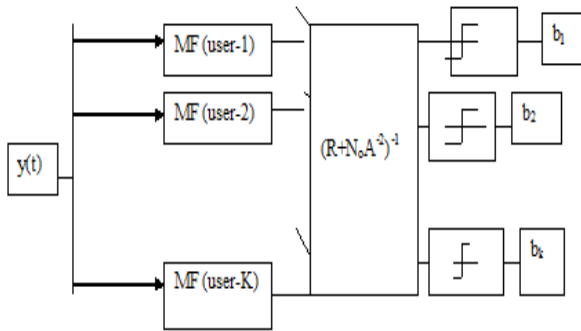 MF(user-1)
b₁
MF(user-2)
b₂
(R+N₀A⁻²)⁻¹
y(t)
MF(user-K)
bₖ